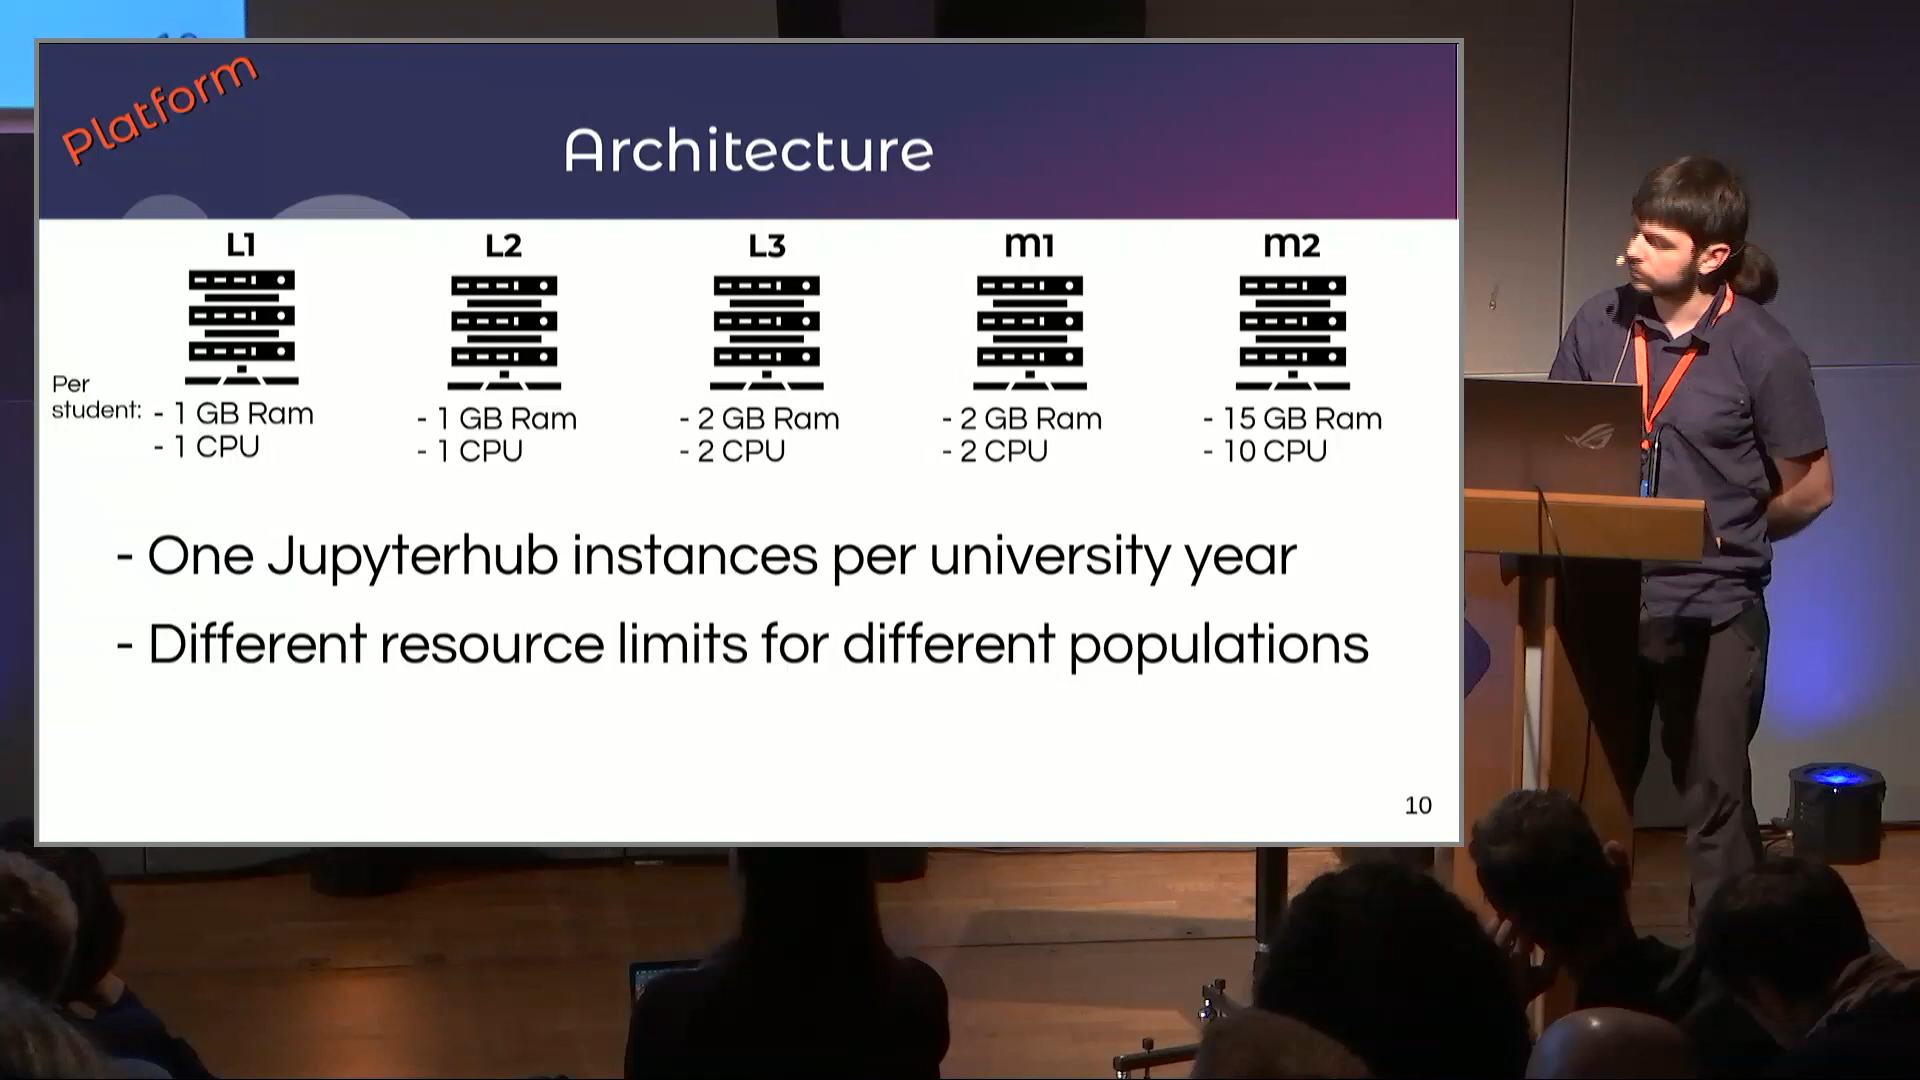 Platform
Architecture
L1 L2 L3 M1 M2
Per
student:
- 1 GB Ram
- 1 CPU
- 1 GB Ram
- 1 CPU
- 2 GB Ram
- 2 CPU
- 2 GB Ram
- 2 CPU
- 15 GB Ram
- 10 CPU
- One Jupyterhub instances per university year
- Different resource limits for different populations
10